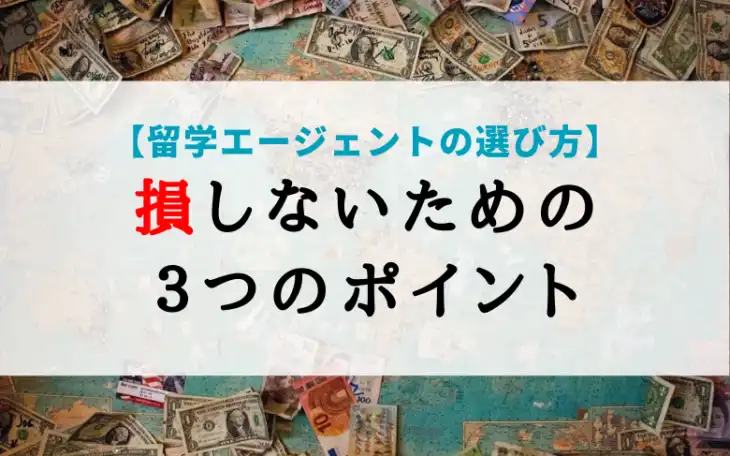 【留学エージェントの選び方】
損しないための
３つのポイント